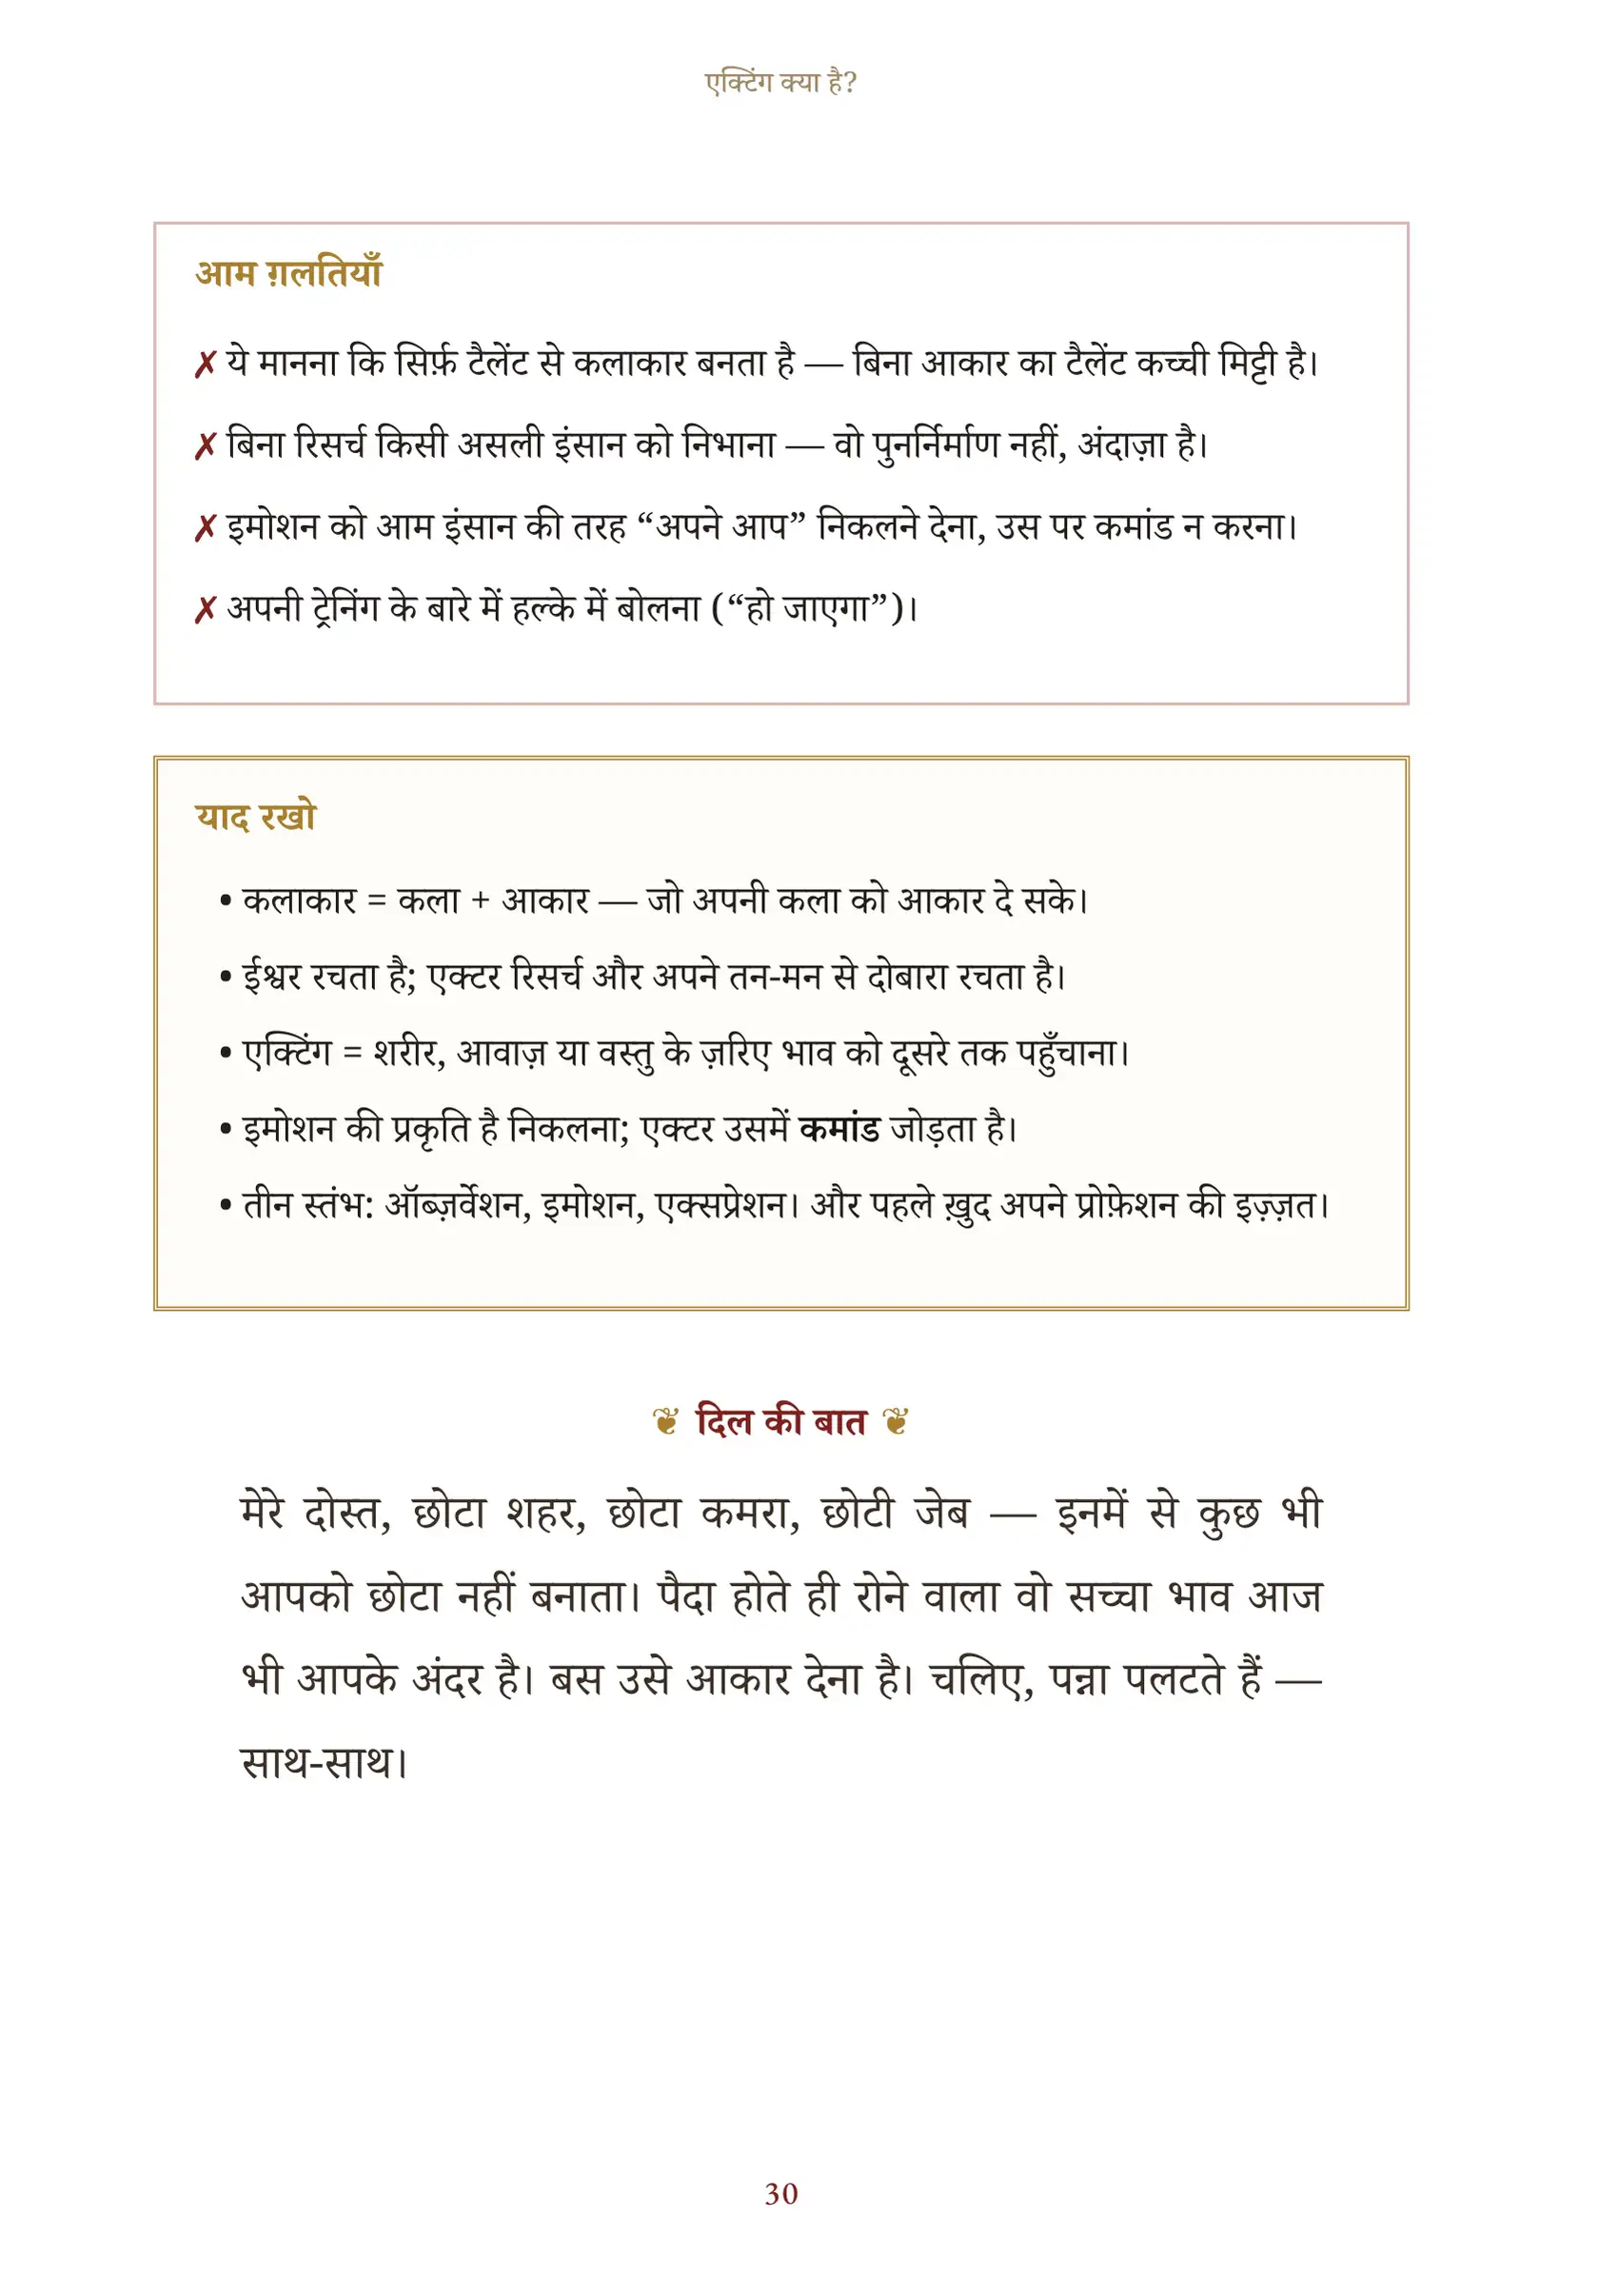 एक्टिंग क्या है?
आम ग़लतियाँ
✗ ये मानना कि सिर्फ़ टैलेंट से कलाकार बनता है — बिना आकार का टैलेंट कच्ची मिट्टी है।
✗ बिना रिसर्च किसी असली इंसान को निभाना — वो पुनर्निर्माण नहीं, अंदाज़ा है।
✗ इमोशन को आम इंसान की तरह “अपने आप” निकलने देना, उस पर कमांड न करना।
✗ अपनी ट्रेनिंग के बारे में हल्के में बोलना (“हो जाएगा”)।
याद रखो
• कलाकार = कला + आकार — जो अपनी कला को आकार दे सके।
• ईश्वर रचता है; एक्टर रिसर्च और अपने तन-मन से दोबारा रचता है।
• एक्टिंग = शरीर, आवाज़ या वस्तु के ज़रिए भाव को दूसरे तक पहुँचाना।
• इमोशन की प्रकृति है निकलना; एक्टर उसमें कमांड जोड़ता है।
• तीन स्तंभ: ऑब्ज़र्वेशन, इमोशन, एक्सप्रेशन। और पहले ख़ुद अपने प्रोफ़ेशन की इज़्ज़त।
❦ दिल की बात ❦
मेरे दोस्त, छोटा शहर, छोटा कमरा, छोटी जेब — इनमें से कुछ भी
आपको छोटा नहीं बनाता। पैदा होते ही रोने वाला वो सच्चा भाव आज
भी आपके अंदर है। बस उसे आकार देना है। चलिए, पन्ना पलटते हैं —
साथ-साथ।
30